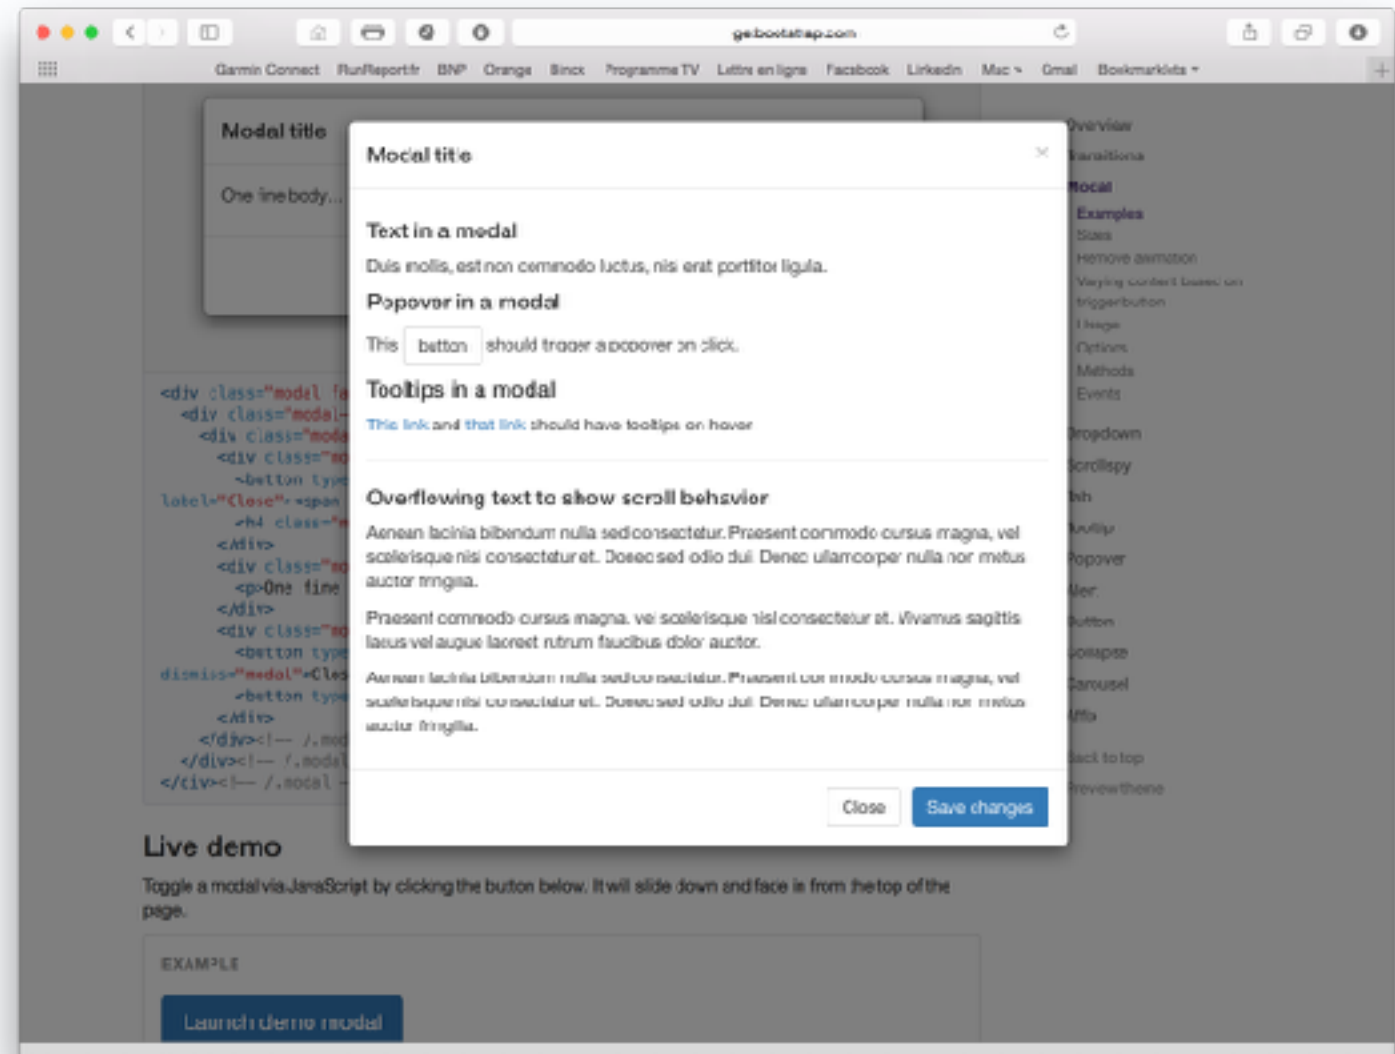 getbootstrap.com
Garmin Connect RunReport.fr BNP Orange Binck Programme TV Lettre en ligne Facebook LinkedIn Mac Gmail Bookmarklets
Modal title
One fine body...
Modal title
×
Text in a modal
Duis mollis, est non commodo luctus, nisi erat porttitor ligula.
Popover in a modal
This button should trigger a popover on click.
Tooltips in a modal
This link and that link should have tooltips on hover
Overflowing text to show scroll behavior
Aenean lacinia bibendum nulla sed consectetur. Praesent commodo cursus magna, vel
scelerisque nisl consectetur et. Donec sed odio dui. Donec ullamcorper nulla non metus
auctor fringilla.
Praesent commodo cursus magna, vel scelerisque nisl consectetur et. Vivamus sagittis
lacus vel augue laoreet rutrum faucibus dolor auctor.
Aenean lacinia bibendum nulla sed consectetur. Praesent commodo cursus magna, vel
scelerisque nisl consectetur et. Donec sed odio dui. Donec ullamcorper nulla non metus
auctor fringilla.
Close Save changes
<div class="modal fa
<div class="modal-
<div class="moda
<div class="mo
<button type
label="Close"><span
<h4 class="m
</div>
<div class="mo
<p>One fine
</div>
<div class="mo
<button type
dismiss="modal">Clos
<button type
</div>
</div><!-- /.mod
</div><!-- /.modal
</div><!-- /.modal -
Live demo
Toggle a modal via JavaScript by clicking the button below. It will slide down and fade in from the top of the
page.
EXAMPLE
Launch demo modal
Overview
Transitions
Modal
Examples
Sizes
Remove animation
Varying content based on
trigger button
Usage
Options
Methods
Events
Dropdown
Scrollspy
Tab
Tooltip
Popover
Alert
Button
Collapse
Carousel
Affix
Back to top
Preview theme